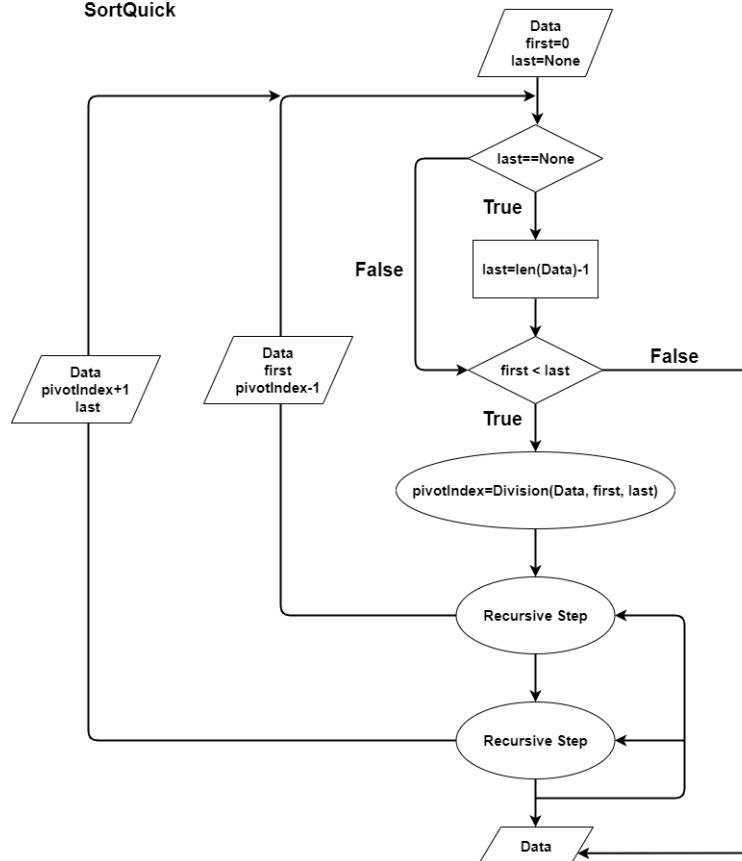 SortQuick
Data
first=0
last=None
last==None
True
False
last=len(Data)-1
first < last
False
True
Data
first
pivotIndex-1
Data
pivotIndex+1
last
pivotIndex=Division(Data, first, last)
Recursive Step
Recursive Step
Data